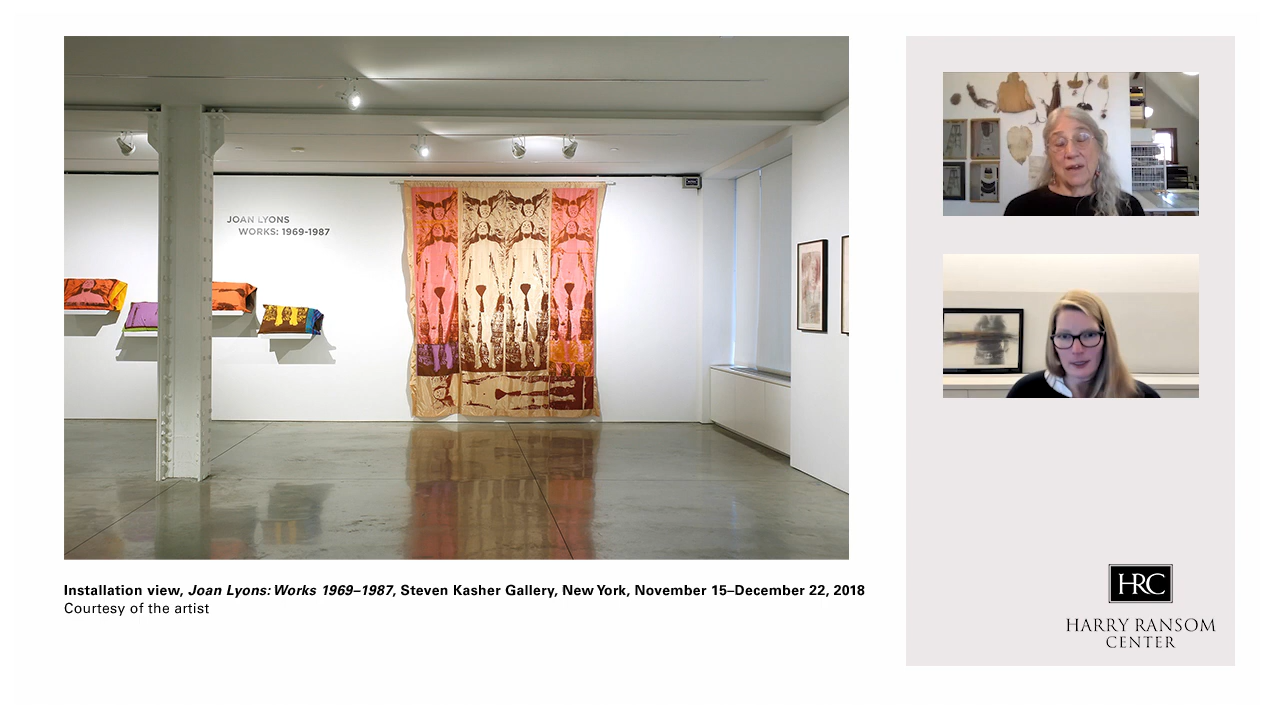 JOAN LYONS
WORKS: 1969-1987
Installation view, Joan Lyons: Works 1969–1987, Steven Kasher Gallery, New York, November 15–December 22, 2018
Courtesy of the artist
HRC
HARRY RANSOM
CENTER